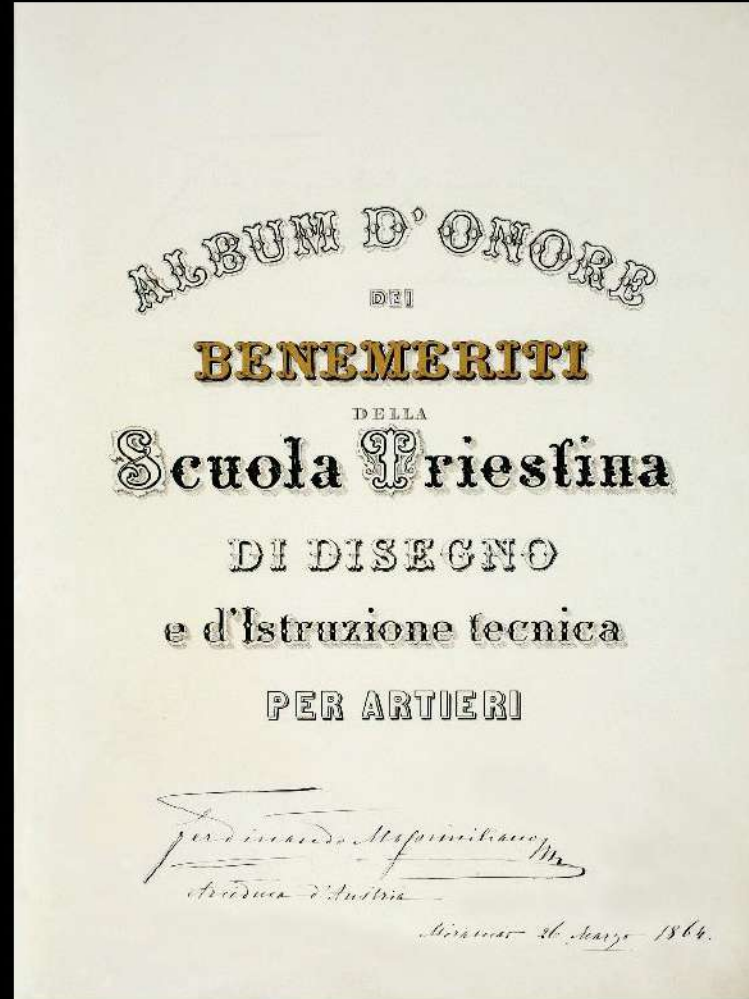 ALBUM D'ONORE
DEI
BENEMERITI
DELLA
Scuola Triestina
DI DISEGNO
e d'Istruzione tecnica
PER ARTIERI
Ferdinando Massimiliano
Arciduca d'Austria
Miramar 26 Marzo 1864.